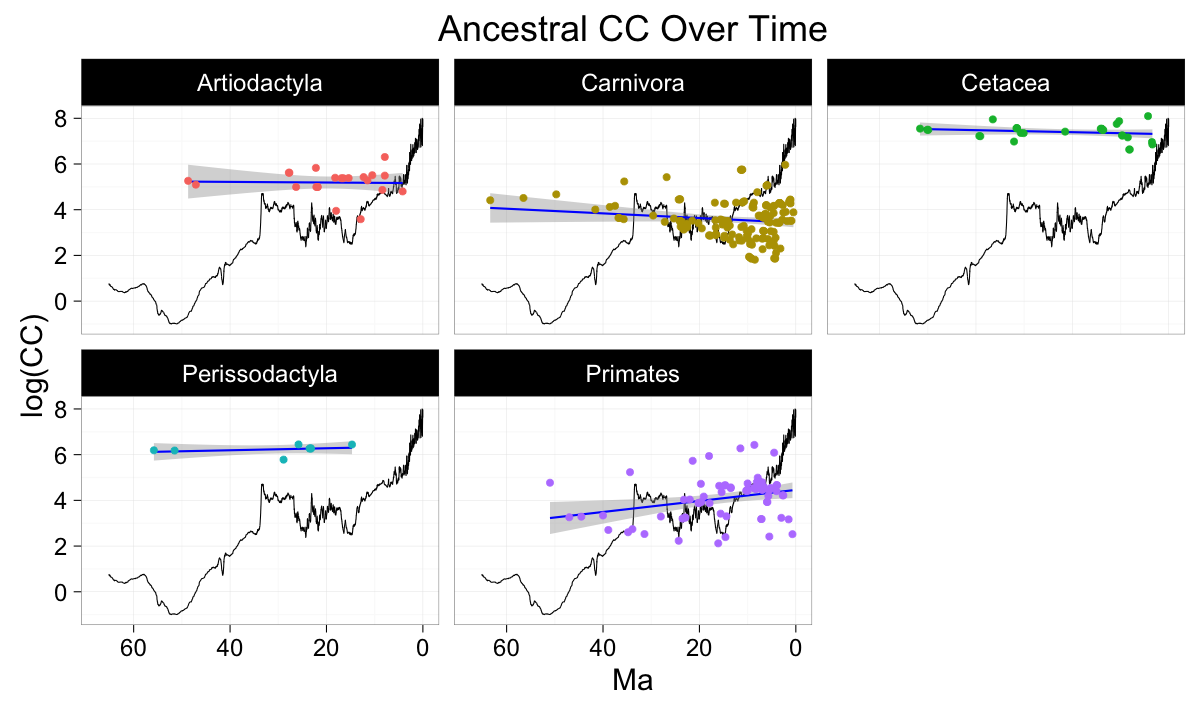 Ancestral CC Over Time
Artiodactyla
Carnivora
Cetacea
8
6
4
2
0
log(CC)
Perissodactyla
Primates
8
6
4
2
0
60 40 20 0
60 40 20 0
Ma